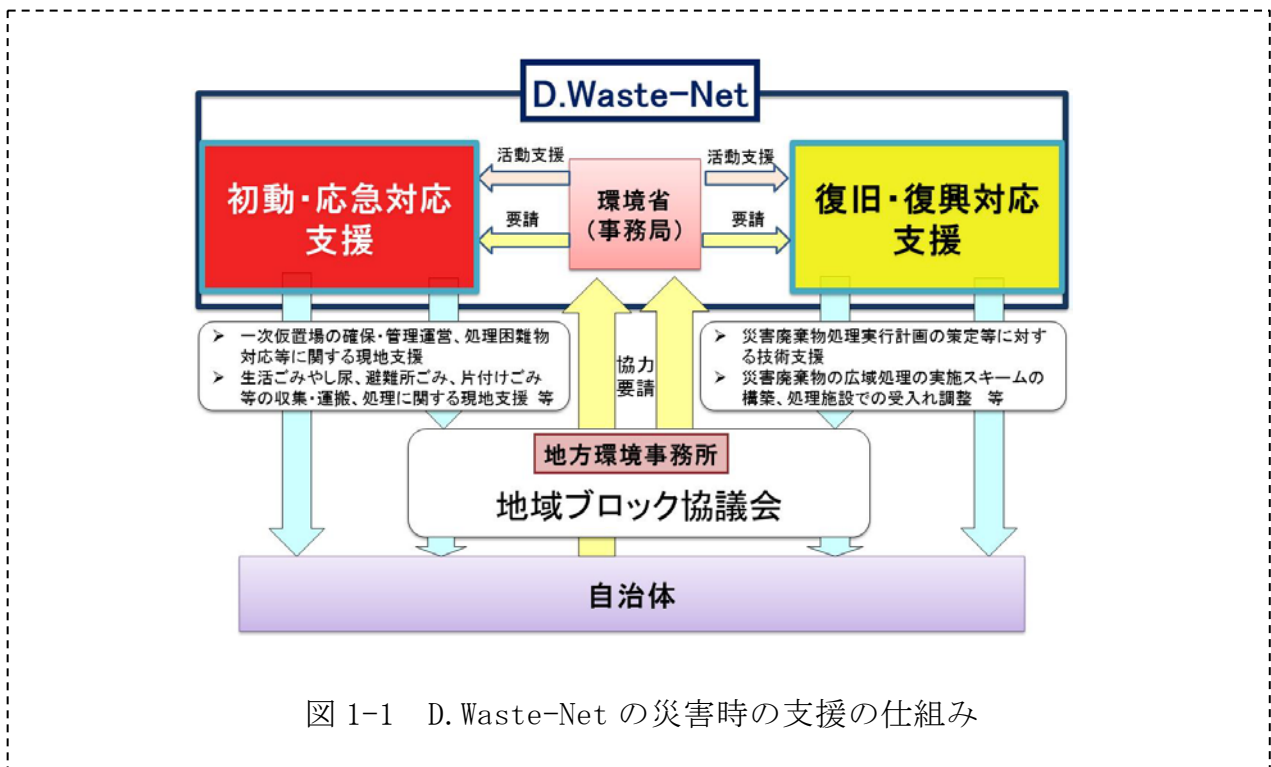 D.Waste-Net
初動・応急対応
支援
活動支援
要請
環境省
(事務局)
活動支援
要請
復旧・復興対応
支援
➢ 一次仮置場の確保・管理運営、処理困難物
対応等に関する現地支援
➢ 生活ごみやし尿、避難所ごみ、片付けごみ
等の収集・運搬、処理に関する現地支援 等
協力
要請
➢ 災害廃棄物処理実行計画の策定等に対す
る技術支援
➢ 災害廃棄物の広域処理の実施スキームの
構築、処理施設での受入れ調整 等
地方環境事務所
地域ブロック協議会
自治体
図 1-1 D.Waste-Net の災害時の支援の仕組み